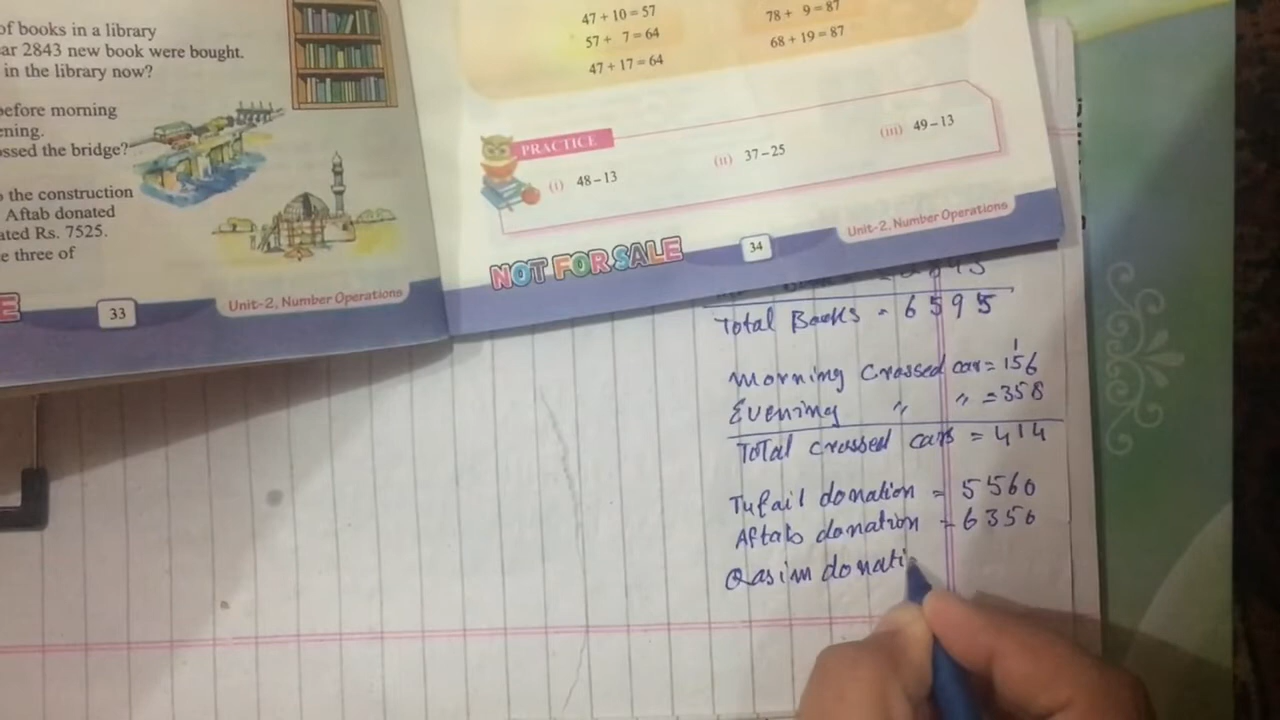 of books in a library
ar 2843 new book were bought.
in the library now?
efore morning
ening.
ossed the bridge?
the construction
Aftab donated
ated Rs. 7525.
e three of
33
Unit-2, Number Operations
47 + 10 = 57
57 + 7 = 64
47 + 17 = 64
78 + 9 = 87
68 + 19 = 87
PRACTICE
(i) 48 – 13
(ii) 37 – 25
(iii) 49 – 13
NOT FOR SALE
34
Unit-2, Number Operations
Total Books = 6595
1
Morning Crossed car = 156
Evening " " = 358
Total crossed cars = 414
Tufail donation = 5560
Aftab donation = 6350
Qasim donati